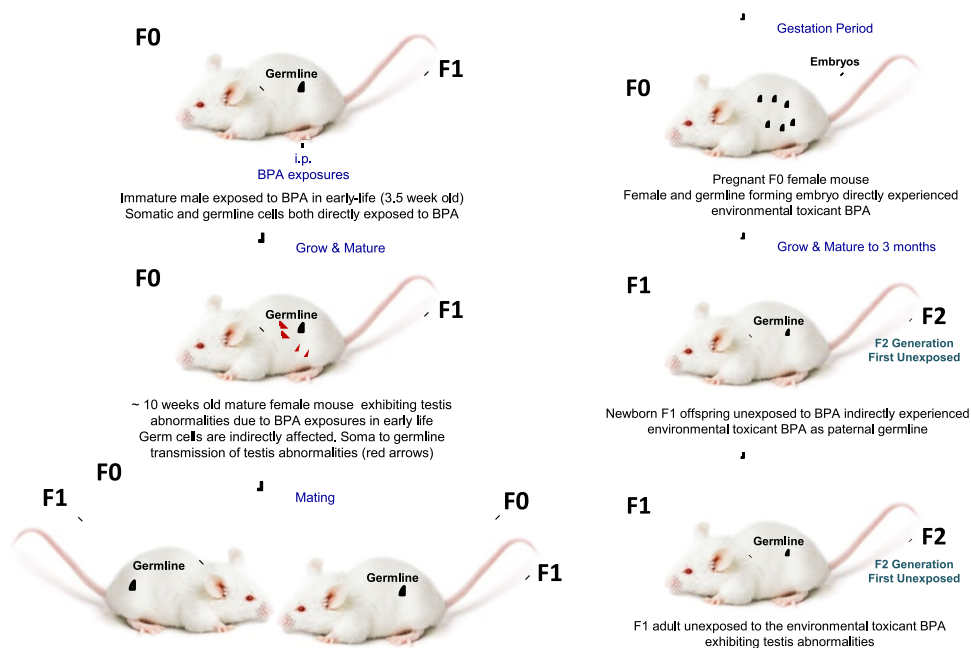 F0
Germline
F1
i.p.
BPA exposures
Immature male exposed to BPA in early-life (3.5 week old)
Somatic and germline cells both directly exposed to BPA
Grow & Mature
F0
Germline
F1
~ 10 weeks old mature female mouse exhibiting testis
abnormalities due to BPA exposures in early life
Germ cells are indirectly affected. Soma to germline
transmission of testis abnormalities (red arrows)
F0
F1
Mating
F0
Germline
Germline
F1
Gestation Period
Embryos
F0
Pregnant F0 female mouse
Female and germline forming embryo directly experienced
environmental toxicant BPA
Grow & Mature to 3 months
F1
Germline
F2
F2 Generation
First Unexposed
Newborn F1 offspring unexposed to BPA indirectly experienced
environmental toxicant BPA as paternal germline
F1
Germline
F2
F2 Generation
First Unexposed
F1 adult unexposed to the environmental toxicant BPA
exhibiting testis abnormalities